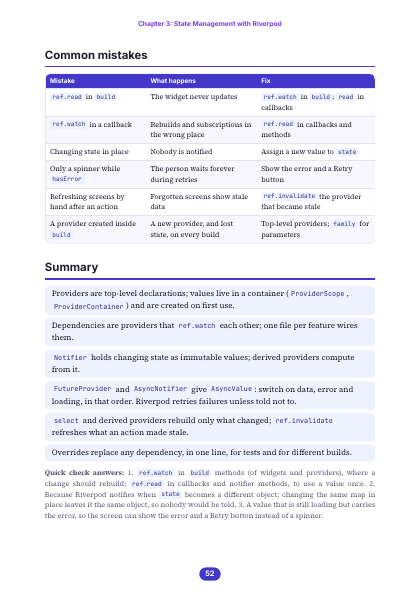 Chapter 3: State Management with Riverpod
Common mistakes
Mistake What happens Fix
ref.read in build The widget never updates ref.watch in build ; read in
callbacks
ref.watch in a callback Rebuilds and subscriptions in ref.read in callbacks and
the wrong place methods
Changing state in place Nobody is notified Assign a new value to state
Only a spinner while The person waits forever Show the error and a Retry
hasError during retries button
Refreshing screens by Forgotten screens show stale ref.invalidate the provider
hand after an action data that became stale
A provider created inside A new provider, and lost Top-level providers; family for
build state, on every build parameters
Summary
Providers are top-level declarations; values live in a container ( ProviderScope ,
ProviderContainer ) and are created on first use.
Dependencies are providers that ref.watch each other; one file per feature wires
them.
Notifier holds changing state as immutable values; derived providers compute
from it.
FutureProvider and AsyncNotifier give AsyncValue : switch on data, error and
loading, in that order. Riverpod retries failures unless told not to.
select and derived providers rebuild only what changed; ref.invalidate
refreshes what an action made stale.
Overrides replace any dependency, in one line, for tests and for different builds.
Quick check answers: 1. ref.watch in build methods (of widgets and providers), where a
change should rebuild; ref.read in callbacks and notifier methods, to use a value once. 2.
Because Riverpod notifies when state becomes a different object; changing the same map in
place leaves it the same object, so nobody would be told. 3. A value that is still loading but carries
the error, so the screen can show the error and a Retry button instead of a spinner.
52